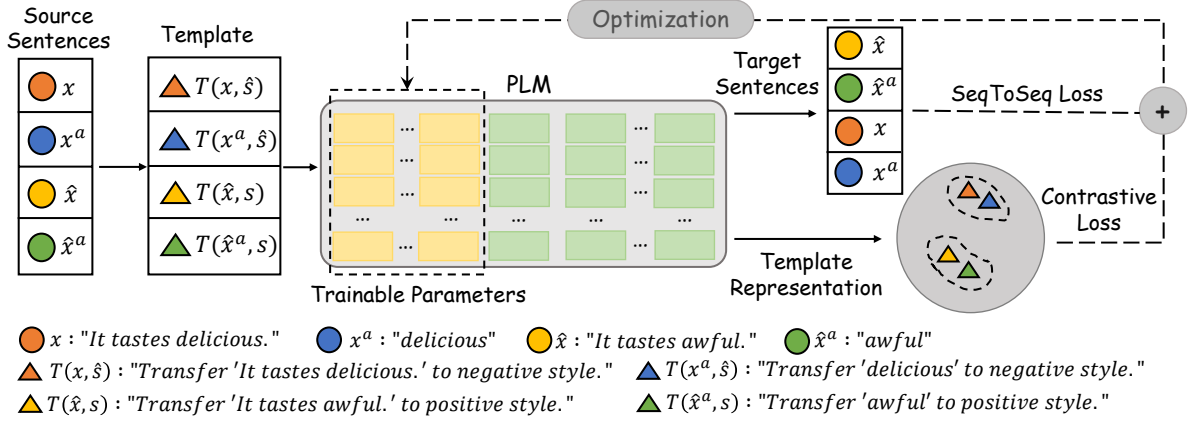 Source
Sentences
Template
Optimization
PLM
Target
Sentences
x
x^a
x̂
x̂^a
T(x, ŝ)
T(x^a, ŝ)
T(x̂, s)
T(x̂^a, s)
...
...
...
...
...
...
...
...
...
...
...
...
...
Trainable Parameters
x̂
x̂^a
x
x^a
SeqToSeq Loss
+
Contrastive
Loss
Template
Representation
x : "It tastes delicious."
x^a : "delicious"
x̂ : "It tastes awful."
x̂^a : "awful"
T(x, ŝ) : "Transfer 'It tastes delicious.' to negative style."
T(x^a, ŝ) : "Transfer 'delicious' to negative style."
T(x̂, s) : "Transfer 'It tastes awful.' to positive style."
T(x̂^a, s) : "Transfer 'awful' to positive style."